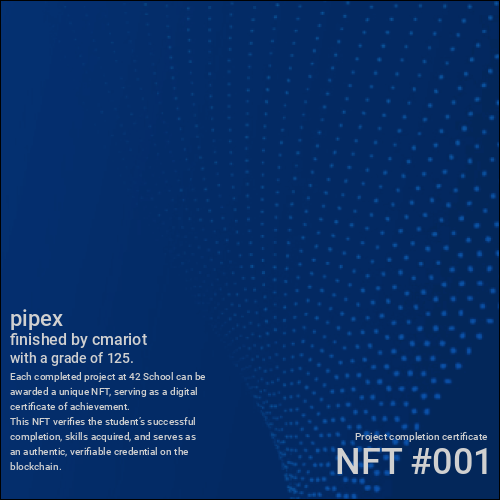 pipex
finished by cmariot
with a grade of 125.
Each completed project at 42 School can be
awarded a unique NFT, serving as a digital
certificate of achievement.
This NFT verifies the student's successful
completion, skills acquired, and serves as
an authentic, verifiable credential on the
blockchain.
Project completion certificate
NFT #001